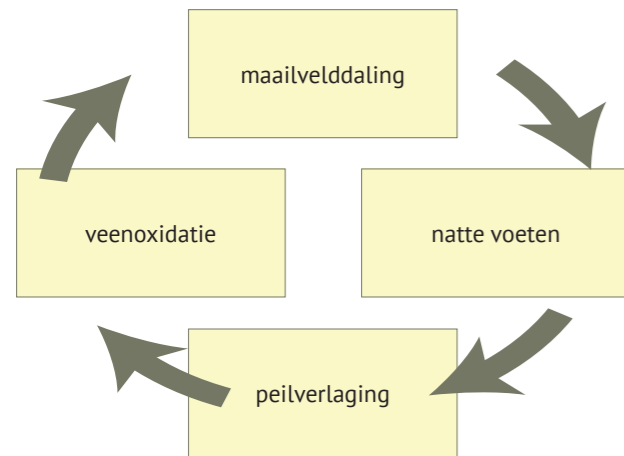 maailvelddaling
veenoxidatie
natte voeten
peilverlaging